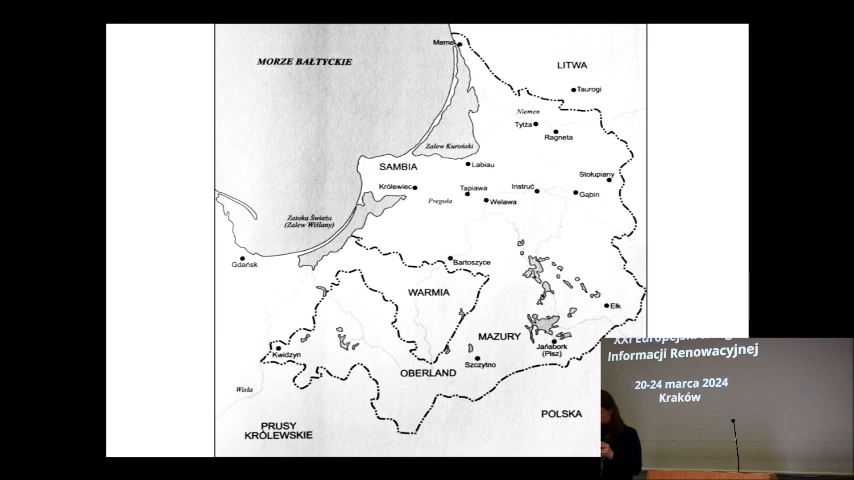 Memel
MORZE BAŁTYCKIE
LITWA
Taurogi
Niemen
Tylża
Ragneta
Zalew Kuroński
SAMBIA
Labiau
Stołupiany
Królewiec
Tapiawa
Instruć
Gąbin
Pregoła
Welawa
Zatoka Świeża
(Zalew Wiślany)
Gdańsk
Bartoszyce
WARMIA
Ełk
MAZURY
Jańsbork
(Pisz)
Kwidzyn
Szczytno
OBERLAND
Wisła
PRUSY
KRÓLEWSKIE
POLSKA
XXI
Informacji Renowacyjnej
20-24 marca 2024
Kraków